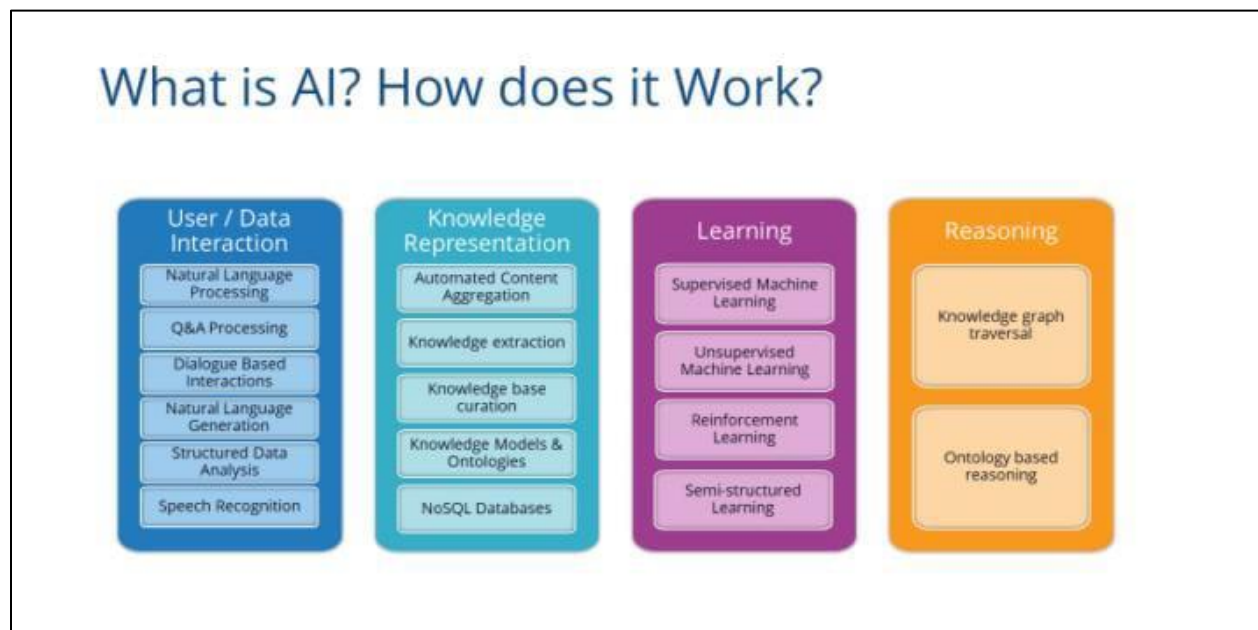 What is AI? How does it Work?
User / Data
Interaction
Natural Language
Processing
Q&A Processing
Dialogue Based
Interactions
Natural Language
Generation
Structured Data
Analysis
Speech Recognition
Knowledge
Representation
Automated Content
Aggregation
Knowledge extraction
Knowledge base
curation
Knowledge Models &
Ontologies
NoSQL Databases
Learning
Supervised Machine
Learning
Unsupervised
Machine Learning
Reinforcement
Learning
Semi-structured
Learning
Reasoning
Knowledge graph
traversal
Ontology based
reasoning